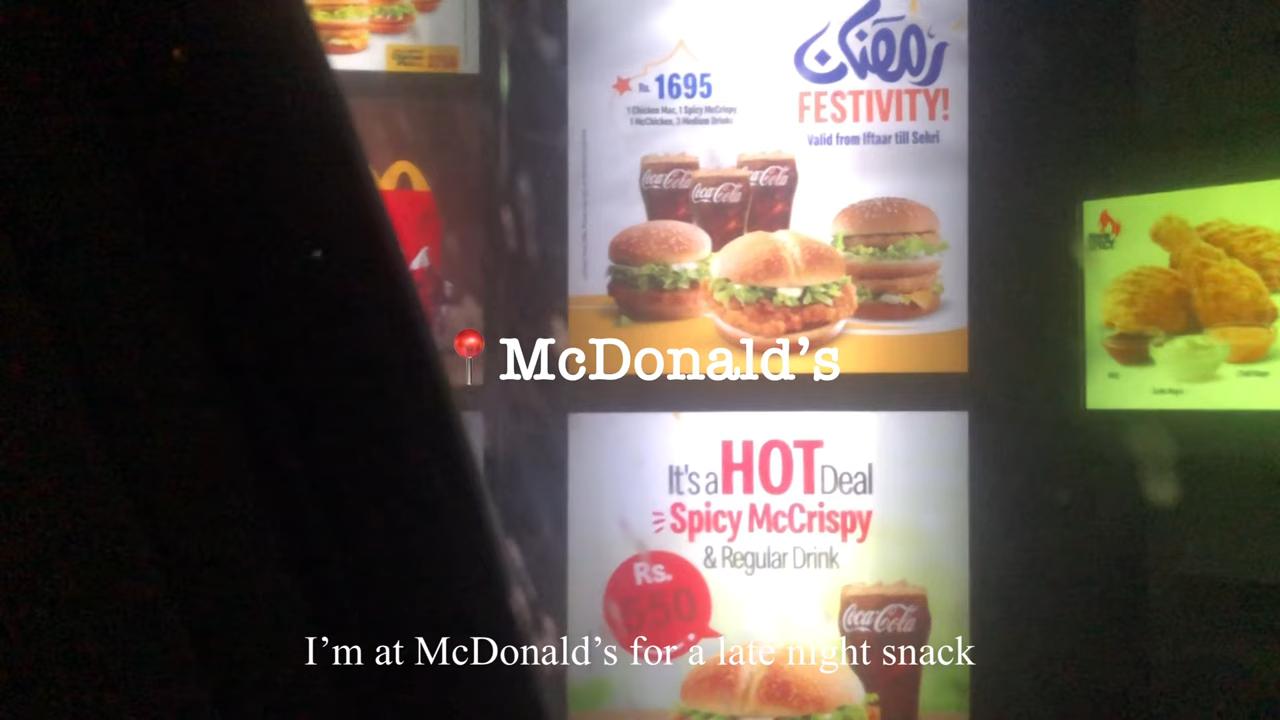 رمضان
FESTIVITY!
Valid from Iftaar till Sehri
Rs. 1695
1 Chicken Mac, 1 Spicy McCrispy
1 McChicken, 3 Medium Drinks
Coca-Cola
Coca-Cola
Coca-Cola
McDonald's
It's a HOT Deal
Spicy McCrispy
& Regular Drink
Rs.
550
Coca-Cola
I'm at McDonald's for a late night snack